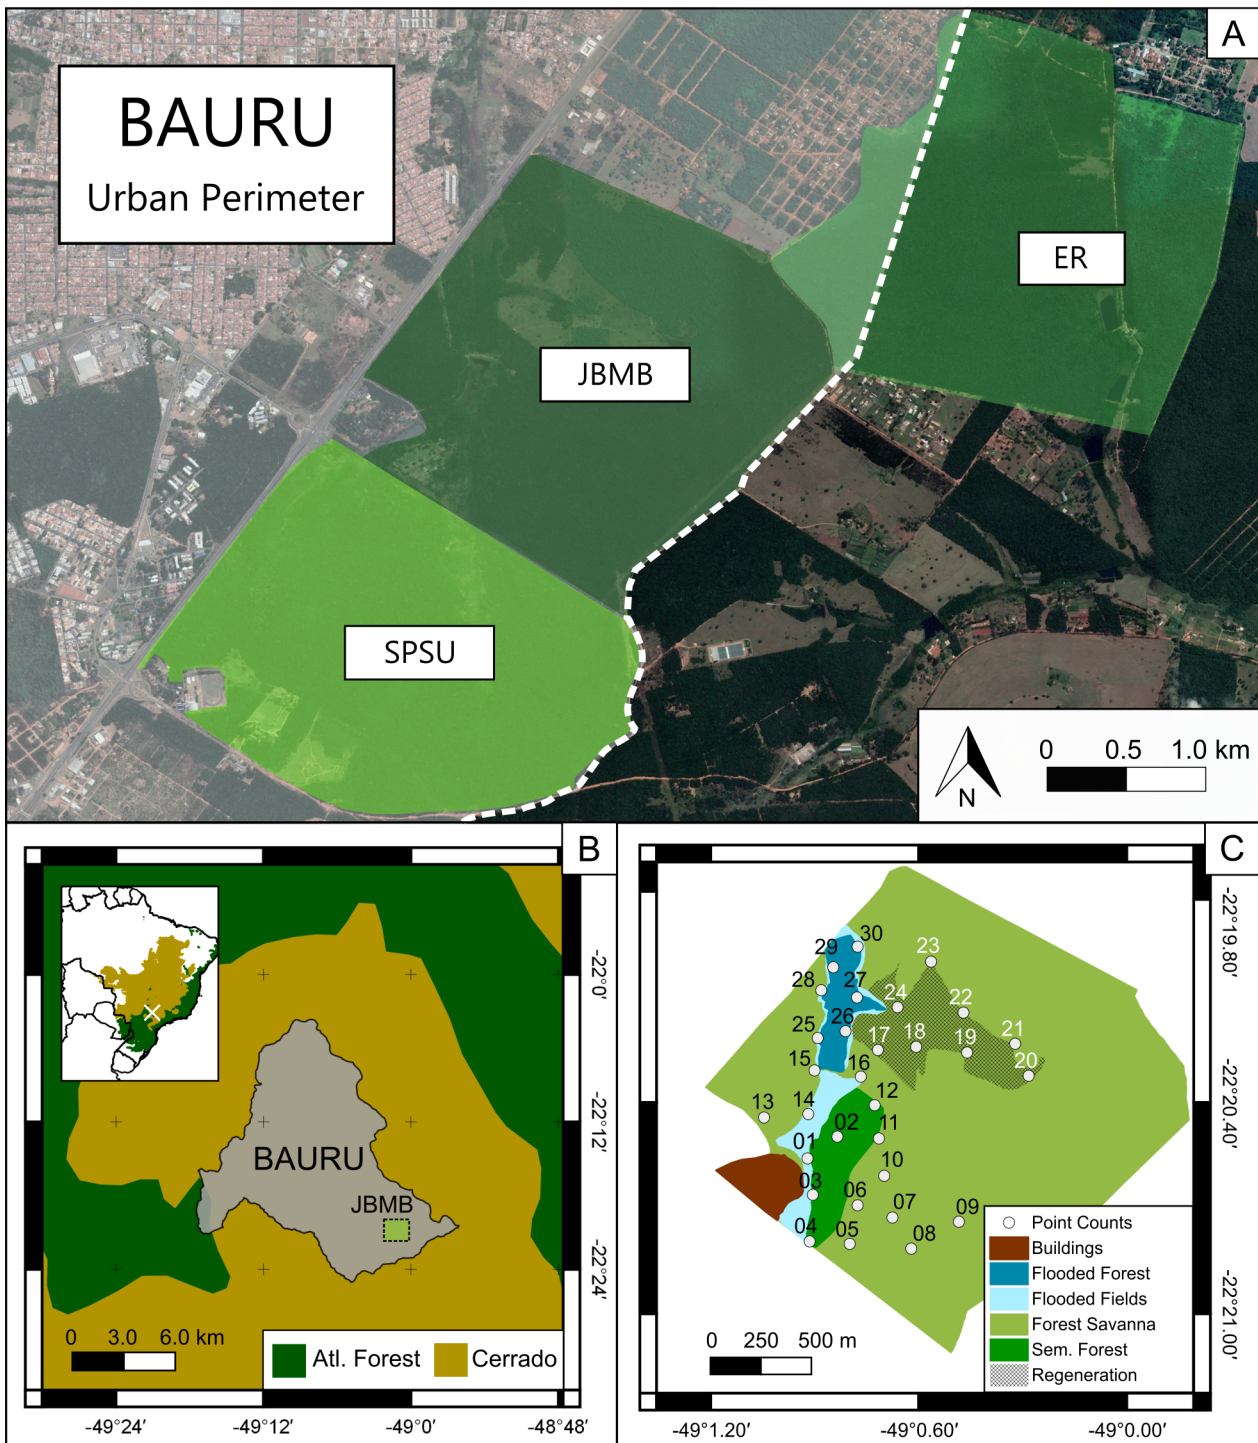 A
BAURU
Urban Perimeter
ER
JBMB
SPSU
N
0 0.5 1.0 km
B
-22°0′
-22°12′
-22°24′
BAURU
JBMB
0 3.0 6.0 km
Atl. Forest Cerrado
-49°24′ -49°12′ -49°0′ -48°48′
C
-22°19.80′
-22°20.40′
-22°21.00′
30
29
23
28
27
24
22
26
25
17
18
19
21
20
15
16
12
13
14
02
11
01
10
03
06
07
09
04
05
08
Point Counts
Buildings
Flooded Forest
Flooded Fields
Forest Savanna
Sem. Forest
Regeneration
0 250 500 m
-49°1.20′ -49°0.60′ -49°0.00′